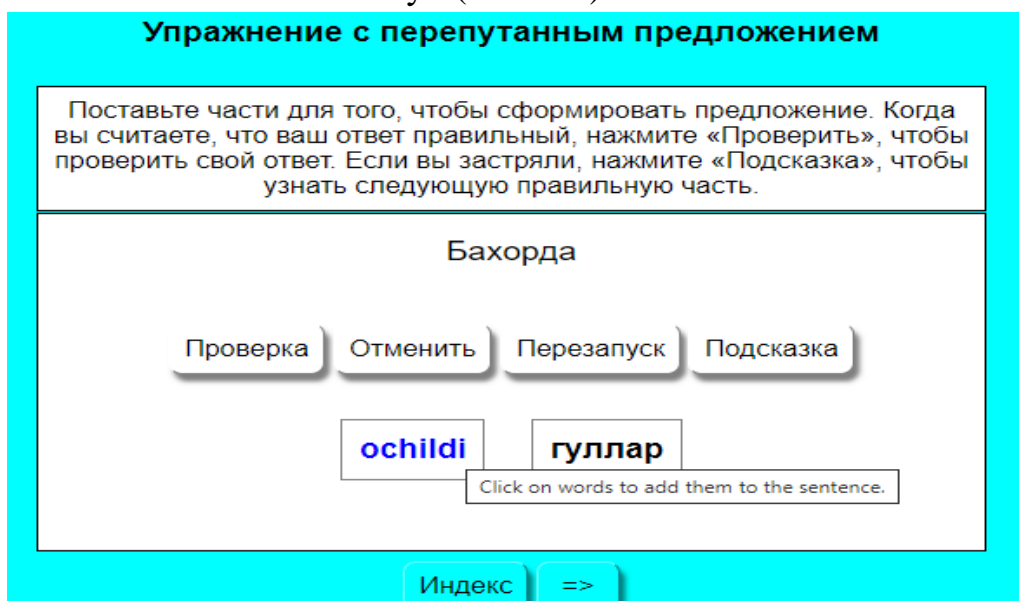 Упражнение с перепутанным предложением
Поставьте части для того, чтобы сформировать предложение. Когда
вы считаете, что ваш ответ правильный, нажмите «Проверить», чтобы
проверить свой ответ. Если вы застряли, нажмите «Подсказка», чтобы
узнать следующую правильную часть.
Бахорда
Проверка Отменить Перезапуск Подсказка
ochildi гуллар
Click on words to add them to the sentence.
Индекс =>